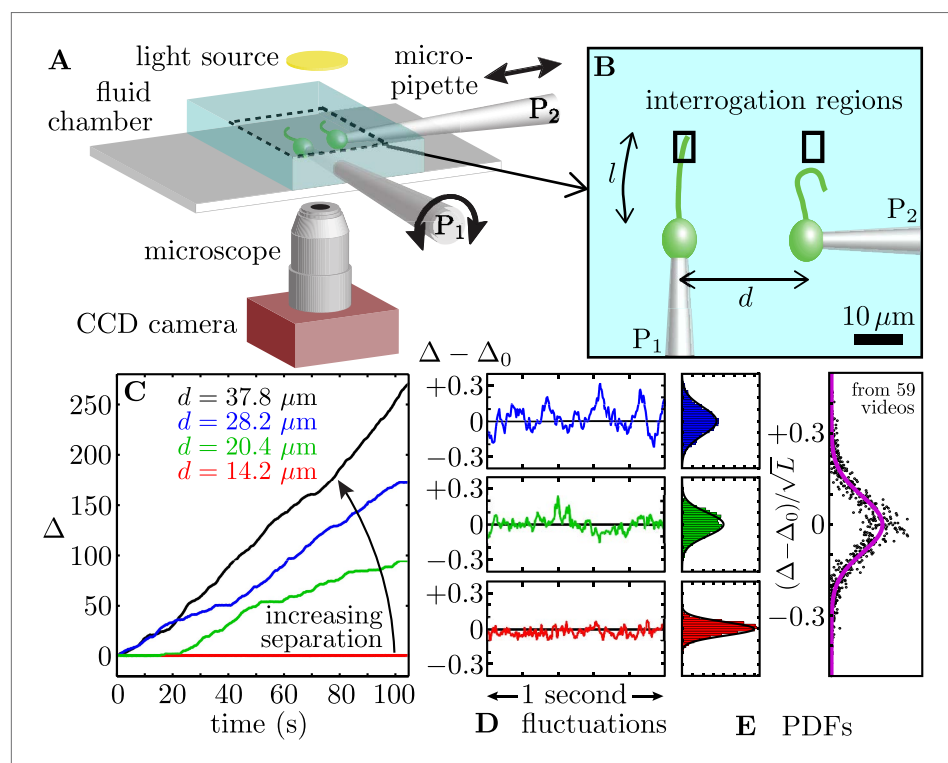 A
light source
micro-
pipette
fluid
chamber
P₂
P₁
microscope
CCD camera
B
interrogation regions
l
P₂
d
P₁
10 μm
C
d = 37.8 μm
d = 28.2 μm
d = 20.4 μm
d = 14.2 μm
250
200
150
100
50
0
Δ
increasing
separation
0 20 40 60 80 100
time (s)
Δ − Δ₀
+0.3
0
−0.3
+0.3
0
−0.3
+0.3
0
−0.3
1 second
D fluctuations
from 59
videos
+0.3
0
−0.3
(Δ−Δ₀)/√L
E PDFs